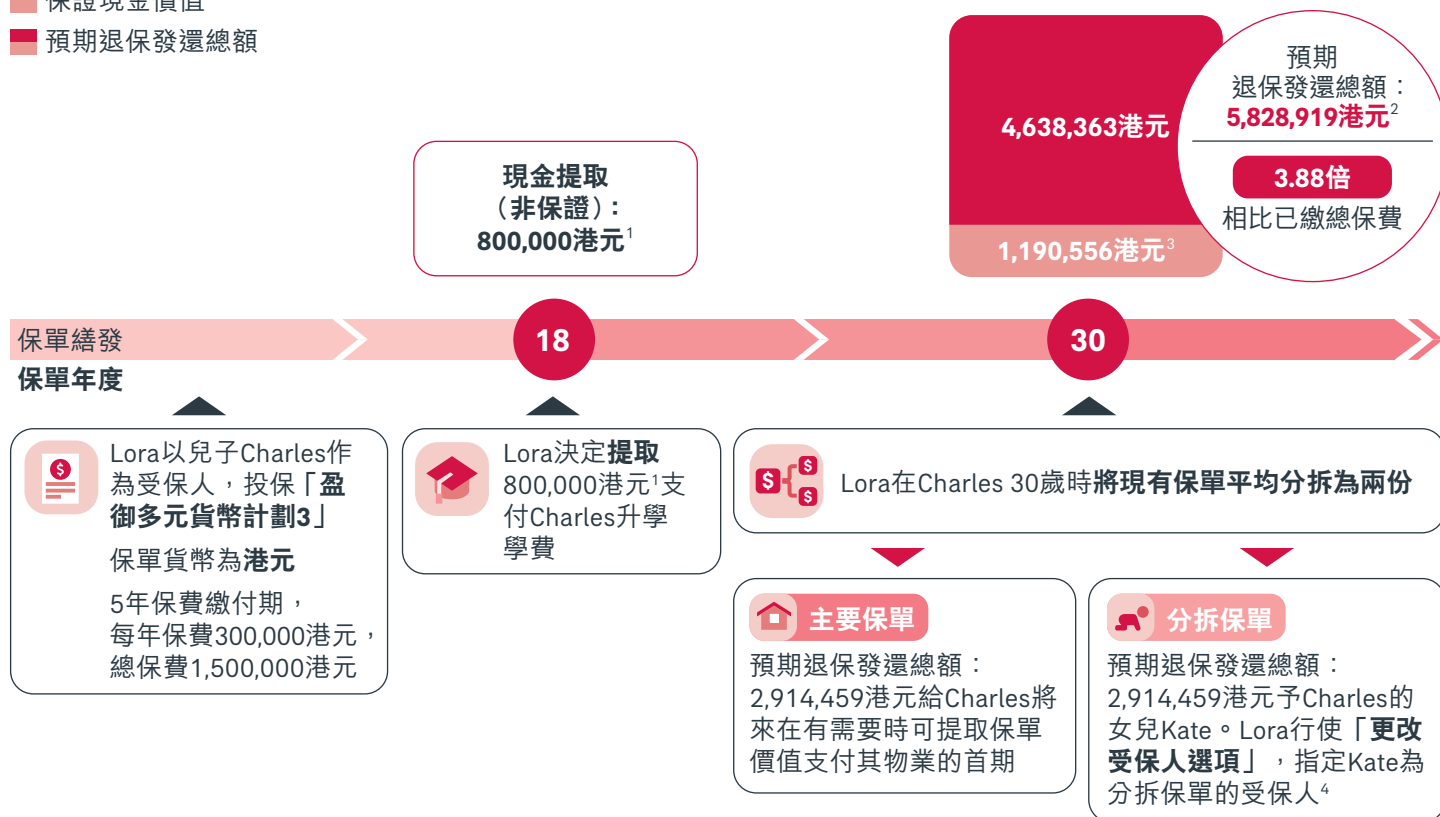 保證現金價值
預期退保發還總額
4,638,363港元
1,190,556港元3
預期
退保發還總額：
5,828,919港元2
3.88倍
相比已繳總保費
現金提取
（非保證）：
800,000港元1
保單繕發
18
30
保單年度
Lora以兒子Charles作
為受保人，投保「盈
御多元貨幣計劃3」
保單貨幣為港元
5年保費繳付期，
每年保費300,000港元，
總保費1,500,000港元
Lora決定提取
800,000港元1支
付Charles升學
學費
Lora在Charles 30歲時將現有保單平均分拆為兩份
主要保單
預期退保發還總額：
2,914,459港元給Charles將
來在有需要時可提取保單
價值支付其物業的首期
分拆保單
預期退保發還總額：
2,914,459港元予Charles的
女兒Kate。Lora行使「更改
受保人選項」，指定Kate為
分拆保單的受保人4